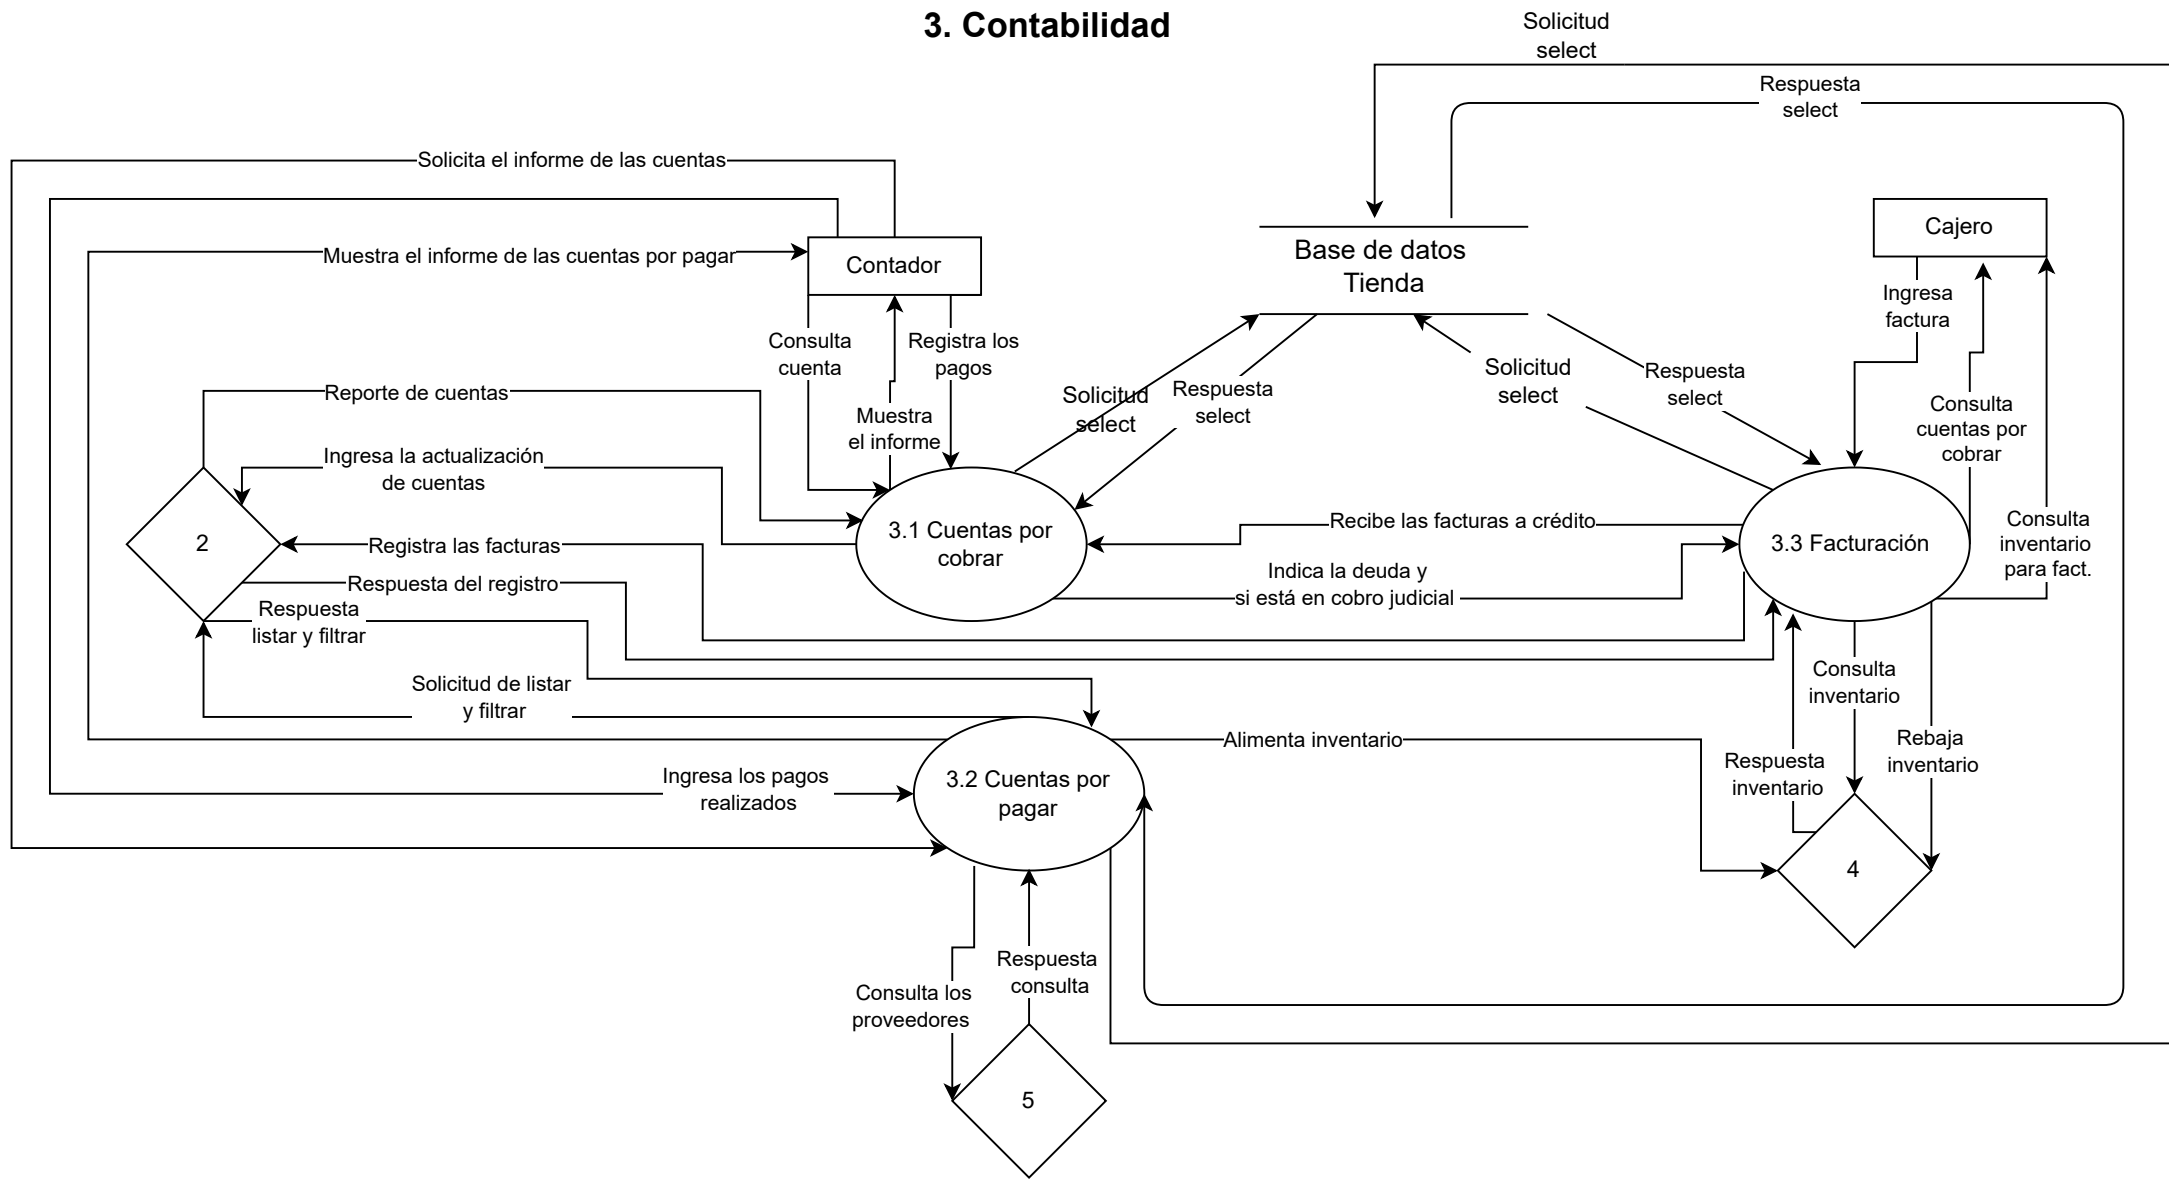 3. Contabilidad
Solicitud
select
Respuesta
select
Solicita el informe de las cuentas
Cajero
Muestra el informe de las cuentas por pagar
Contador
Base de datos
Tienda
Ingresa
factura
Consulta
cuenta
Registra los
pagos
Muestra
el informe
Solicitud
select
Respuesta
select
Solicitud
select
Respuesta
select
Consulta
cuentas por
cobrar
Reporte de cuentas
Ingresa la actualización
de cuentas
2
Registra las facturas
Respuesta del registro
Respuesta
listar y filtrar
3.1 Cuentas por
cobrar
Recibe las facturas a crédito
Indica la deuda y
si está en cobro judicial
3.3 Facturación
Consulta
inventario
para fact.
Solicitud de listar
y filtrar
Consulta
inventario
Alimenta inventario
Rebaja
inventario
Respuesta
inventario
Ingresa los pagos
realizados
3.2 Cuentas por
pagar
4
Consulta los
proveedores
Respuesta
consulta
5